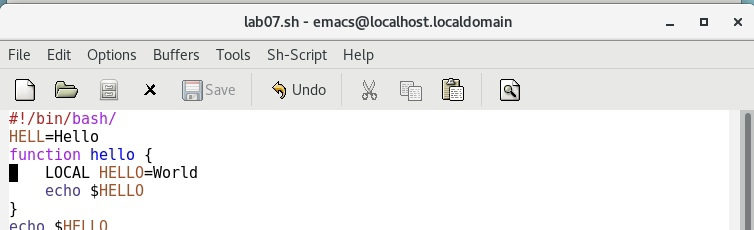 lab07.sh - emacs@localhost.localdomain
File Edit Options Buffers Tools Sh-Script Help
Save Undo
#!/bin/bash/
HELL=Hello
function hello {
LOCAL HELLO=World
echo $HELLO
}
echo $HELLO